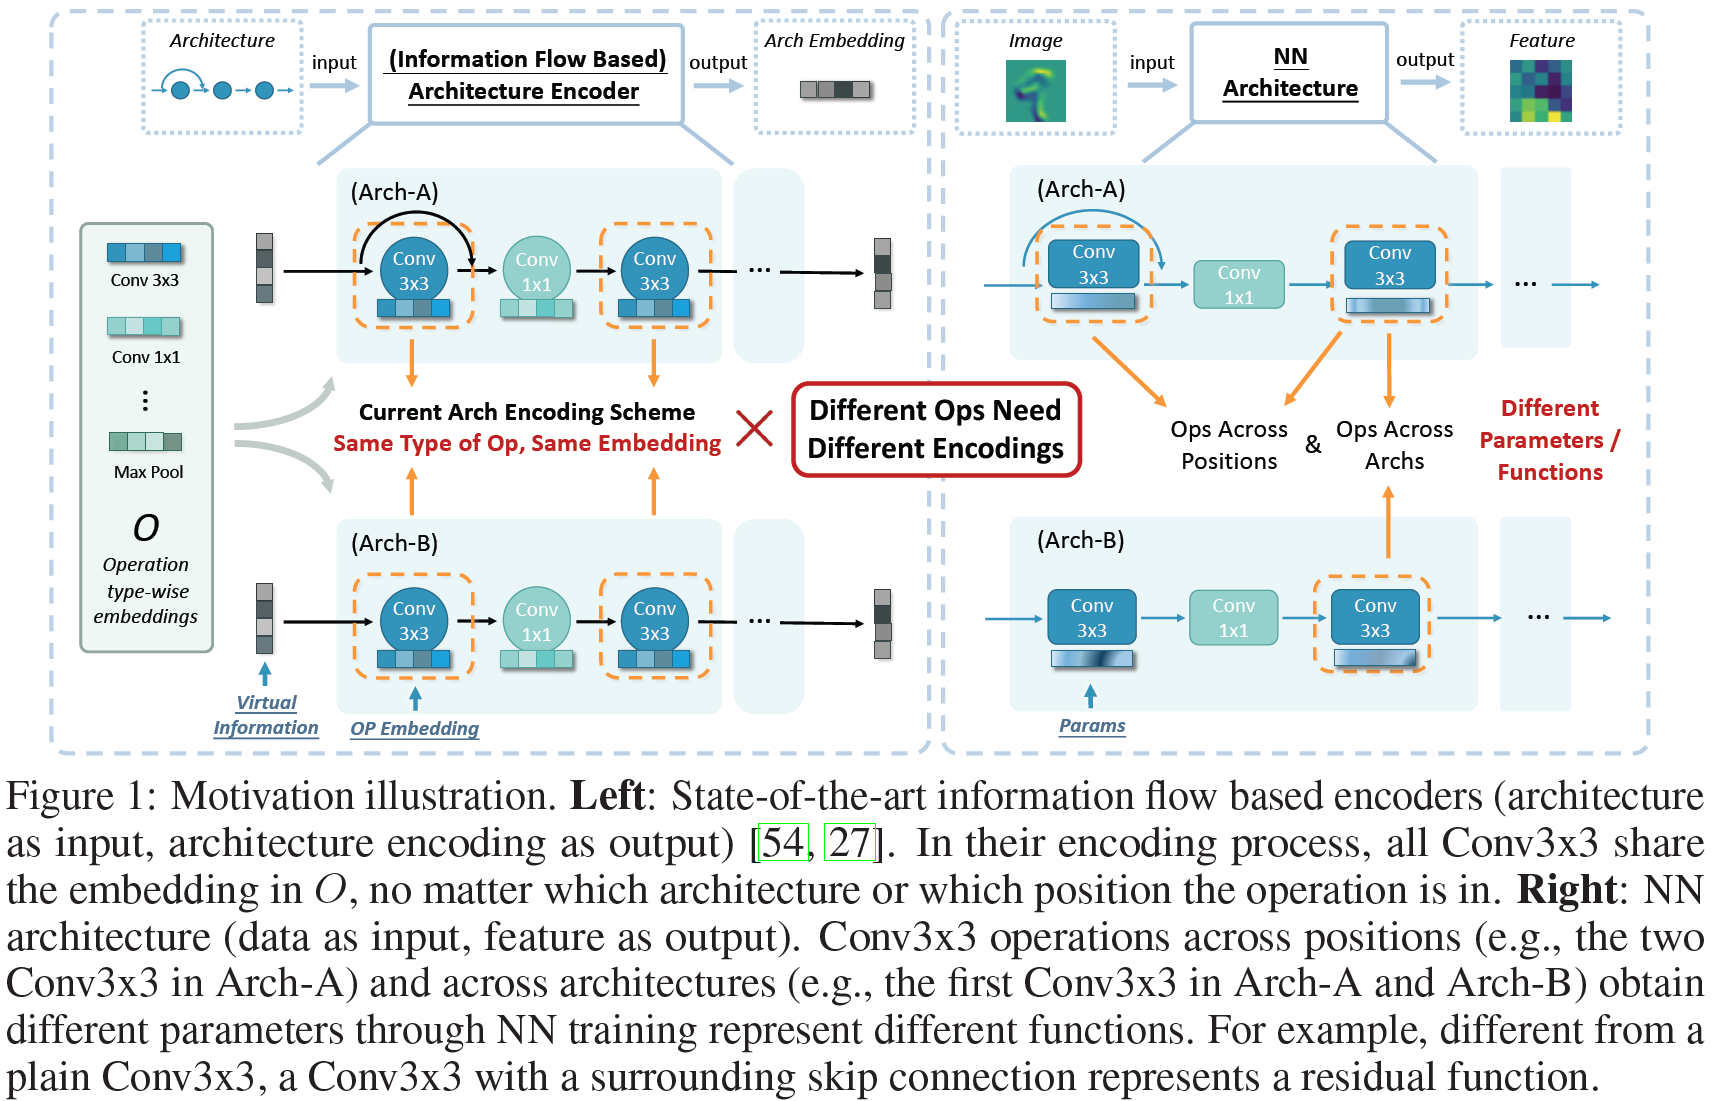 Architecture
input
(Information Flow Based)
Architecture Encoder
output
Arch Embedding
Image
input
NN
Architecture
output
Feature
(Arch-A)
Conv
3x3
Conv
1x1
Conv
3x3
...
Conv 3x3
Conv 1x1
⋮
Max Pool
O
Operation
type-wise
embeddings
Current Arch Encoding Scheme
Same Type of Op, Same Embedding
Different Ops Need
Different Encodings
(Arch-B)
Conv
3x3
Conv
1x1
Conv
3x3
...
Virtual
Information
OP Embedding
(Arch-A)
Conv
3x3
Conv
1x1
Conv
3x3
...
Ops Across
Positions
&
Ops Across
Archs
Different
Parameters /
Functions
(Arch-B)
Conv
3x3
Conv
1x1
Conv
3x3
...
Params
Figure 1: Motivation illustration. Left: State-of-the-art information flow based encoders (architecture
as input, architecture encoding as output) [54, 27]. In their encoding process, all Conv3x3 share
the embedding in O, no matter which architecture or which position the operation is in. Right: NN
architecture (data as input, feature as output). Conv3x3 operations across positions (e.g., the two
Conv3x3 in Arch-A) and across architectures (e.g., the first Conv3x3 in Arch-A and Arch-B) obtain
different parameters through NN training represent different functions. For example, different from a
plain Conv3x3, a Conv3x3 with a surrounding skip connection represents a residual function.